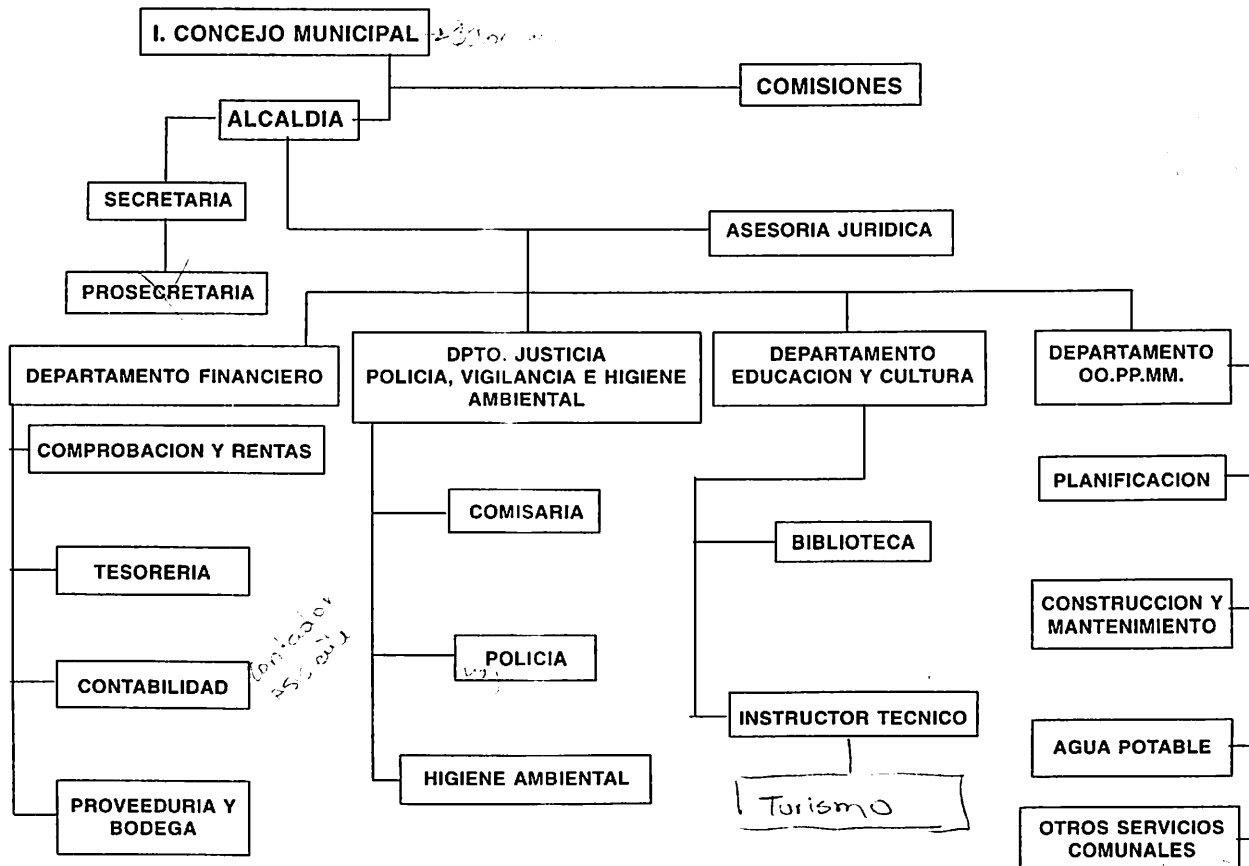 I. CONCEJO MUNICIPAL
COMISIONES
ALCALDIA
SECRETARIA
ASESORIA JURIDICA
PROSECRETARIA
DEPARTAMENTO FINANCIERO
DPTO. JUSTICIA
POLICIA, VIGILANCIA E HIGIENE
AMBIENTAL
DEPARTAMENTO
EDUCACION Y CULTURA
DEPARTAMENTO
OO.PP.MM.
COMPROBACION Y RENTAS
PLANIFICACION
COMISARIA
BIBLIOTECA
TESORERIA
CONSTRUCCION Y
MANTENIMIENTO
Contador
POLICIA
CONTABILIDAD
INSTRUCTOR TECNICO
AGUA POTABLE
HIGIENE AMBIENTAL
Turismo
PROVEEDURIA Y
BODEGA
OTROS SERVICIOS
COMUNALES